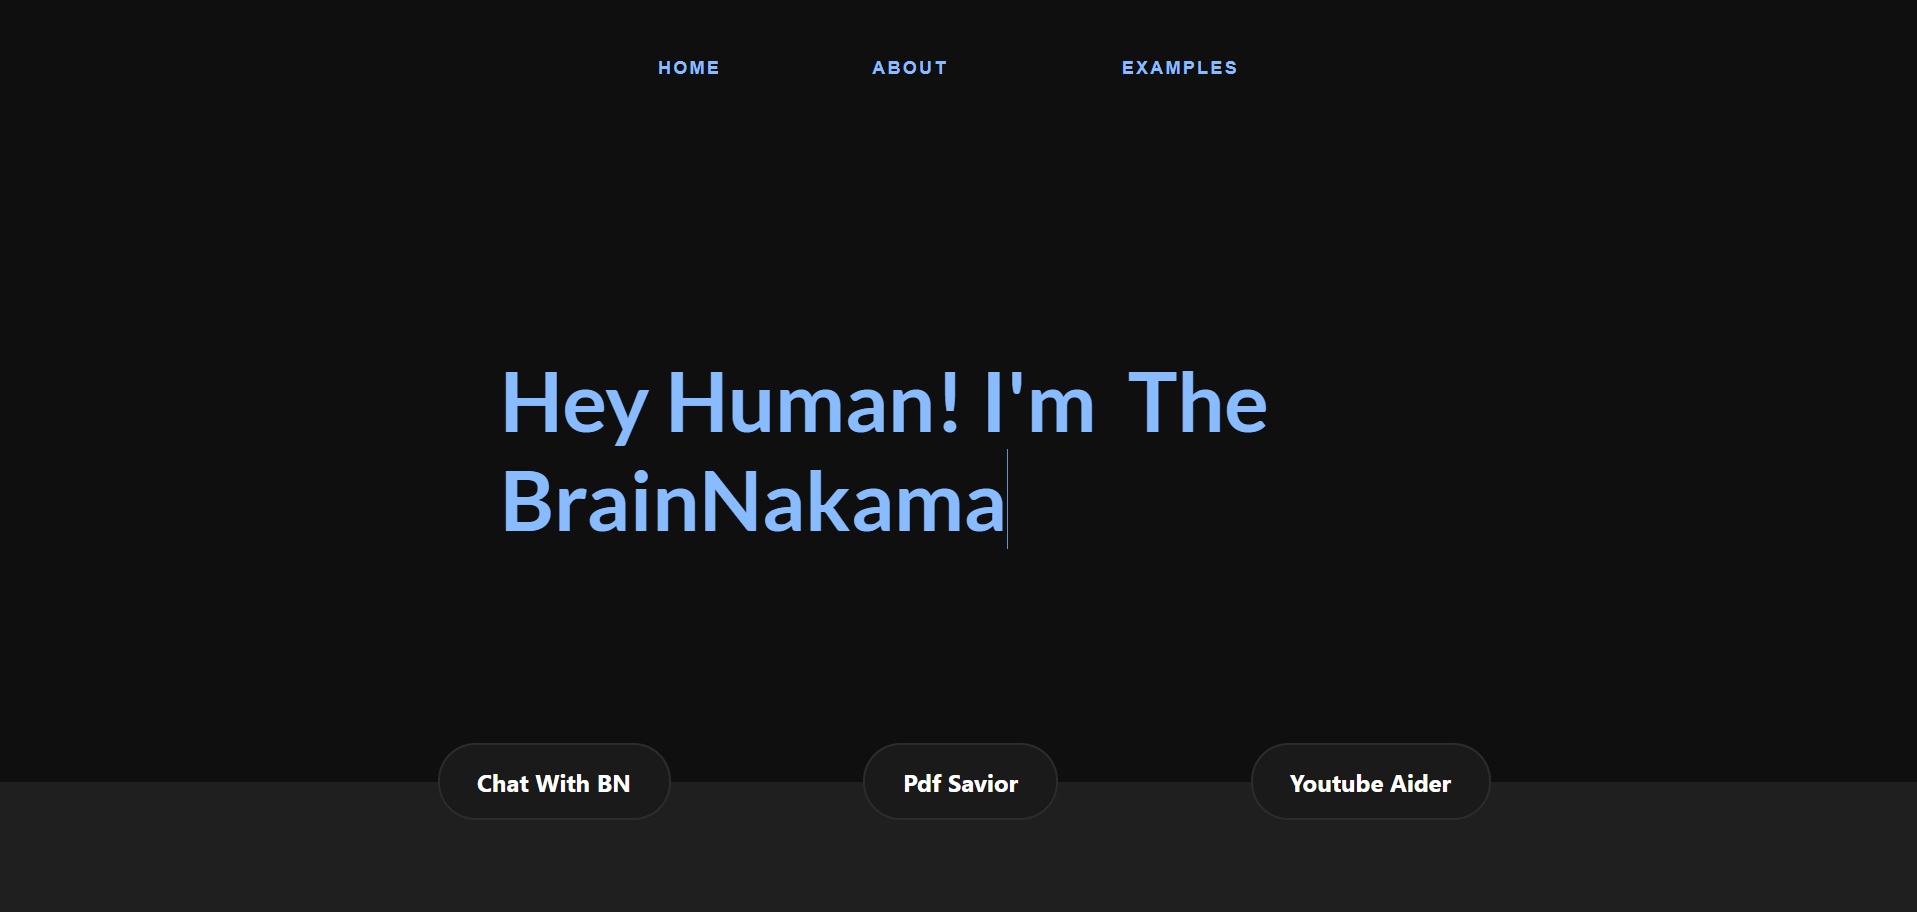 HOME ABOUT EXAMPLES
Hey Human! I'm The
BrainNakama
Chat With BN Pdf Savior Youtube Aider